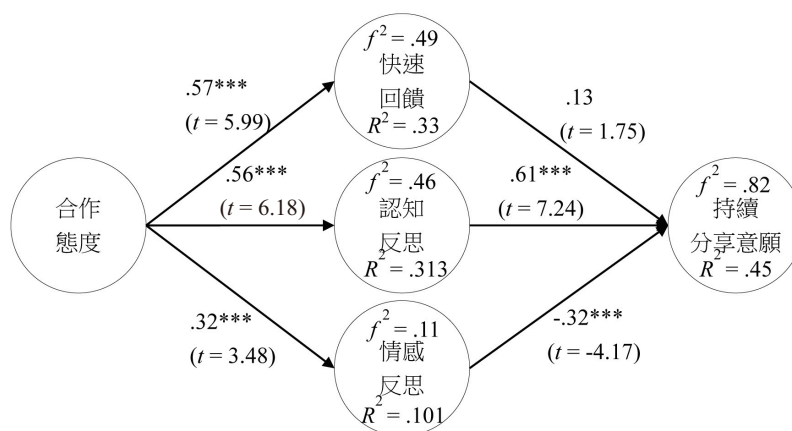 f² = .49
快速
回饋
R² = .33
.57***
(t = 5.99)
.13
(t = 1.75)
合作
態度
.56***
(t = 6.18)
f² = .46
認知
反思
R² = .313
.61***
(t = 7.24)
f² = .82
持續
分享意願
R² = .45
.32***
(t = 3.48)
f² = .11
情感
反思
R² = .101
-.32***
(t = -4.17)